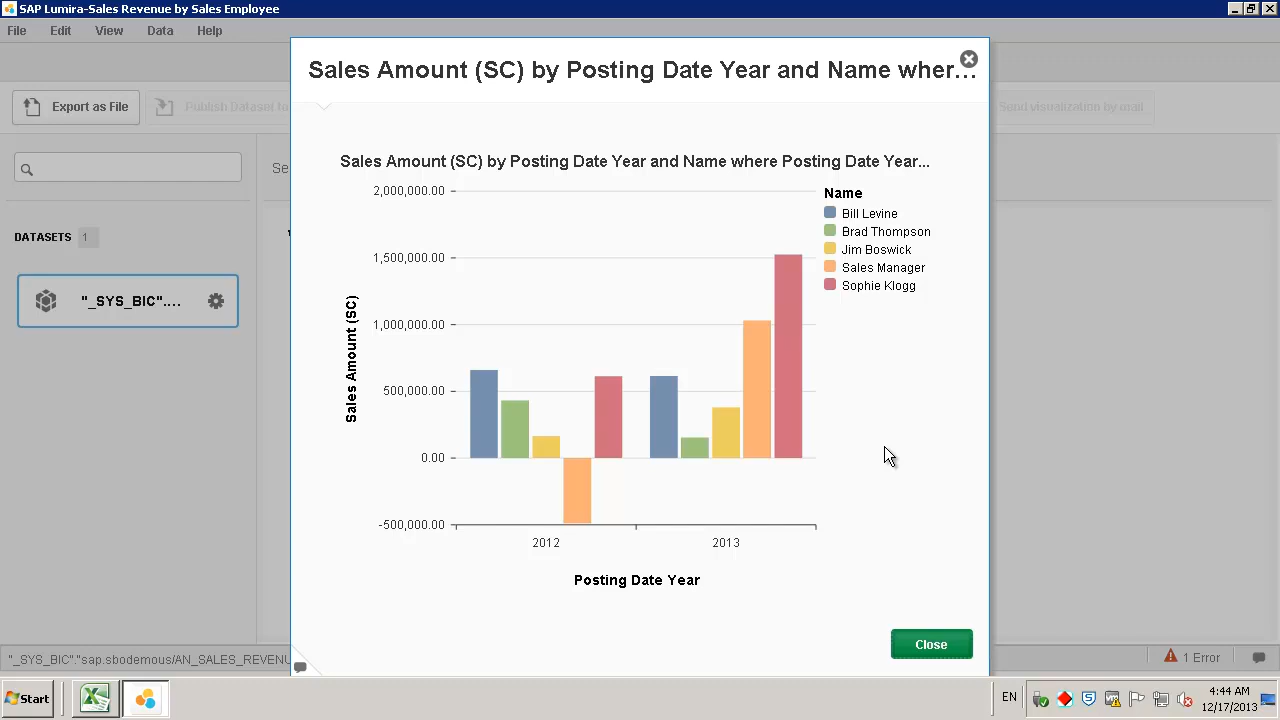 SAP Lumira-Sales Revenue by Sales Employee
File Edit View Data Help
Sales Amount (SC) by Posting Date Year and Name wher...
Export as File
Publish Dataset to
Send visualization by mail
Se
DATASETS 1
"_SYS_BIC"....
Sales Amount (SC) by Posting Date Year and Name where Posting Date Year...
2,000,000.00
1,500,000.00
1,000,000.00
500,000.00
0.00
-500,000.00
Sales Amount (SC)
2012 2013
Posting Date Year
Name
Bill Levine
Brad Thompson
Jim Boswick
Sales Manager
Sophie Klogg
Close
_SYS_BIC"."sap.sbodemous/AN_SALES_REVENU
1 Error
Start
EN
4:44 AM
12/17/2013